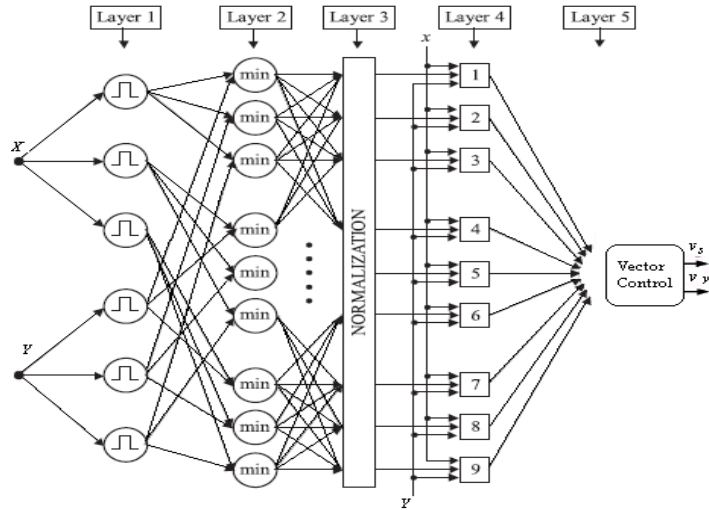 Layer 1 Layer 2 Layer 3 Layer 4 Layer 5
x
min
1
min
2
X
min
3
min
4
NORMALIZATION
min
5
Vector
Control
v s
v y
min
6
Y
min
7
min
8
min
9
Y